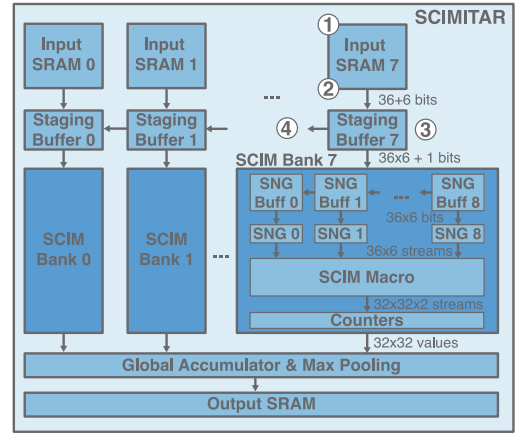 SCIMITAR
1
Input
SRAM 0
Input
SRAM 1
Input
SRAM 7
2
...
36+6 bits
Staging
Buffer 0
Staging
Buffer 1
4
Staging
Buffer 7
3
36x6 + 1 bits
SCIM Bank 7
SCIM
Bank 0
SCIM
Bank 1
...
SNG
Buff 0
SNG
Buff 1
...
SNG
Buff 8
36x6 bits
SNG 0
SNG 1
SNG 8
36x6 streams
SCIM Macro
32x32x2 streams
Counters
32x32 values
Global Accumulator & Max Pooling
Output SRAM